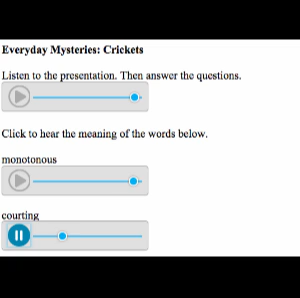 Everyday Mysteries: Crickets
Listen to the presentation. Then answer the questions.
Click to hear the meaning of the words below.
monotonous
courting